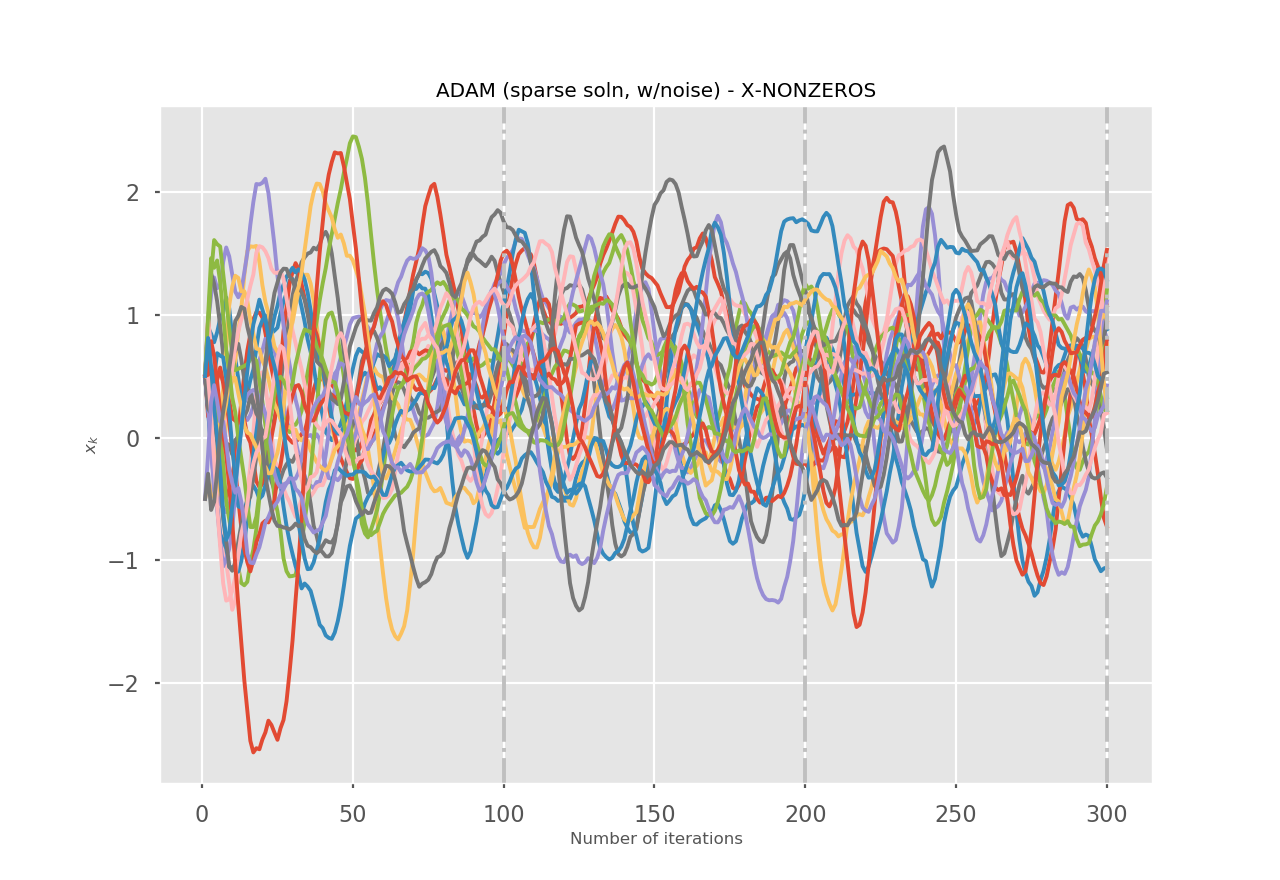 ADAM (sparse soln, w/noise) - X-NONZEROS
2
1
0
−1
−2
x_k
0 50 100 150 200 250 300
Number of iterations